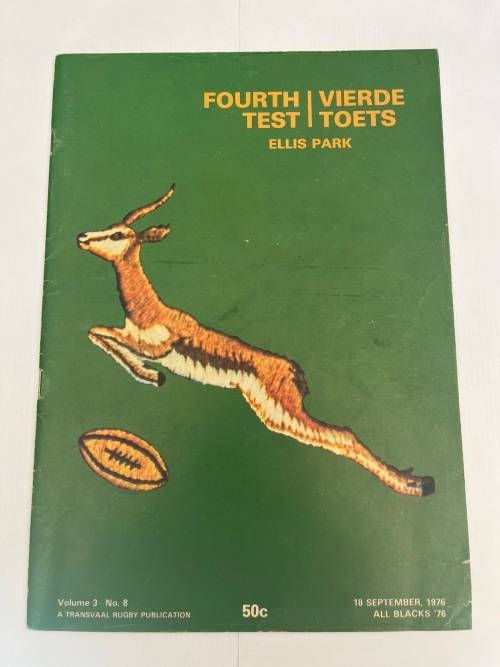 FOURTH | VIERDE
TEST | TOETS
ELLIS PARK
Volume 3 No. 8
A TRANSVAAL RUGBY PUBLICATION
50c
18 SEPTEMBER, 1976
ALL BLACKS '76